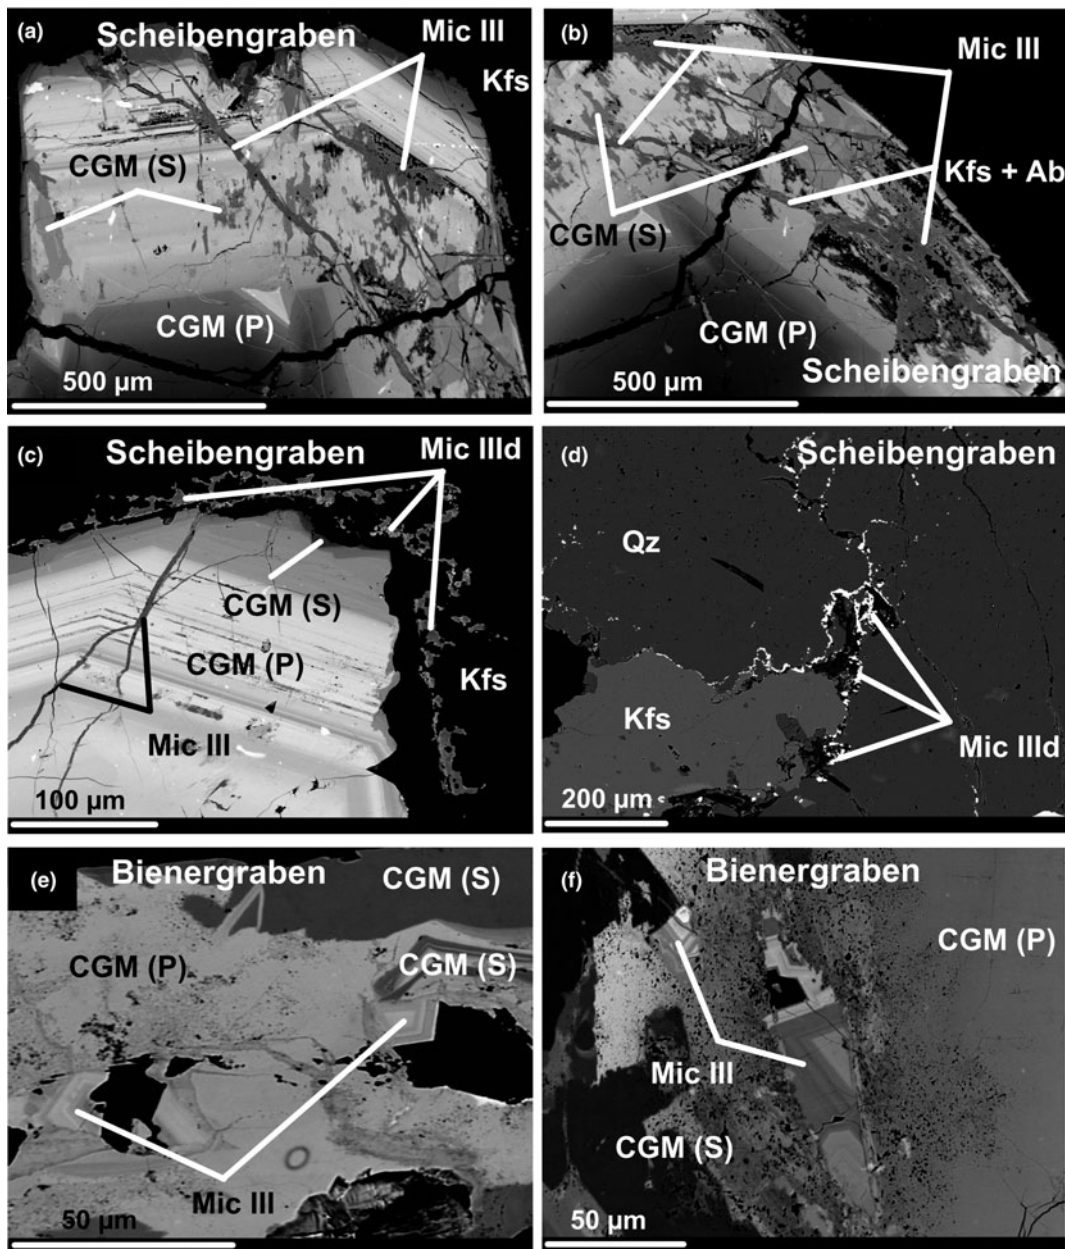 (a)
Scheibengraben
Mic III
Kfs
CGM (S)
CGM (P)
500 µm
(b)
Mic III
Kfs + Ab
CGM (S)
CGM (P)
Scheibengraben
500 µm
(c)
Scheibengraben
Mic IIId
CGM (S)
CGM (P)
Kfs
Mic III
100 µm
(d)
Scheibengraben
Qz
Kfs
Mic IIId
200 µm
(e)
Bienergraben
CGM (S)
CGM (P)
CGM (S)
Mic III
50 µm
(f)
Bienergraben
CGM (P)
Mic III
CGM (S)
50 µm